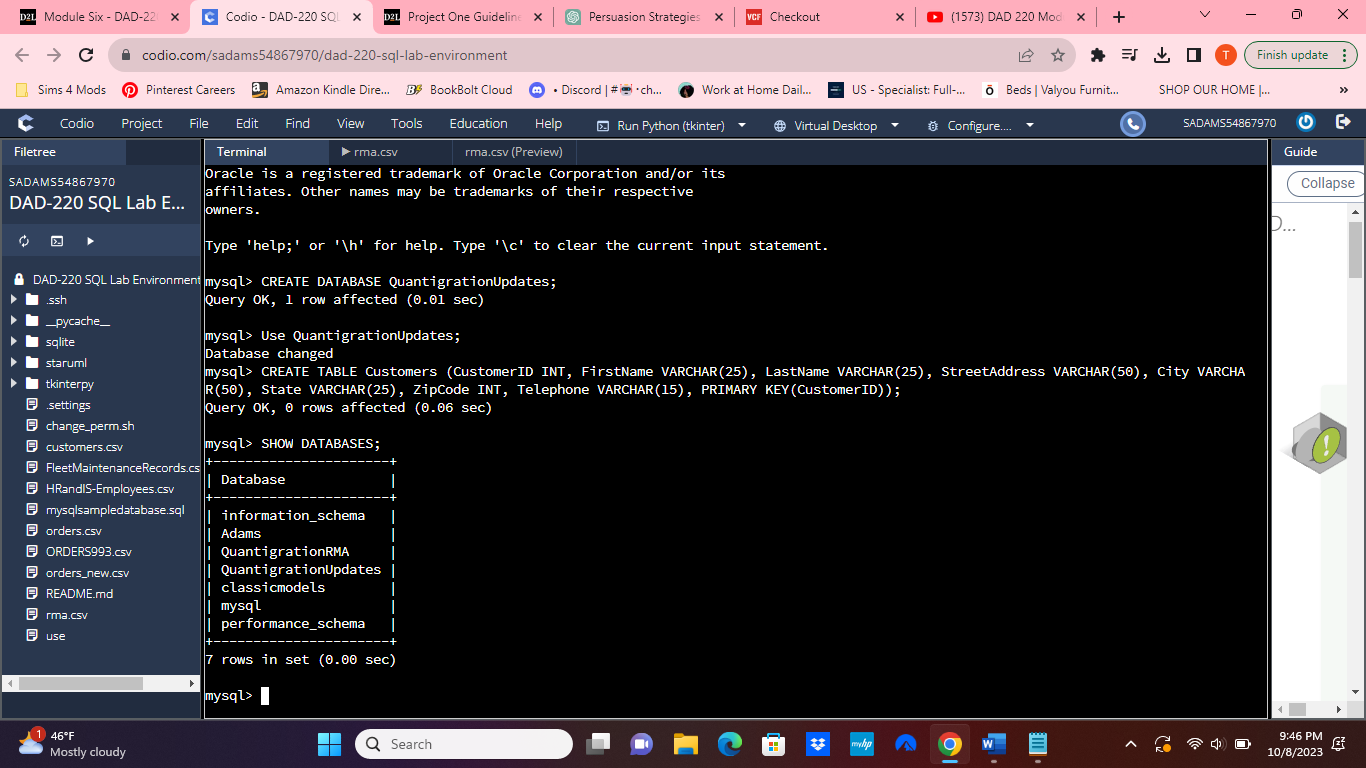 Module Six - DAD-22
Codio - DAD-220 SQL
Project One Guideline
Persuasion Strategies
VCF
Checkout
(1573) DAD 220 Mod
codio.com/sadams54867970/dad-220-sql-lab-environment
T
Finish update
Sims 4 Mods
Pinterest Careers
Amazon Kindle Dire...
BookBolt Cloud
• Discord | #
Work at Home Dail...
US - Specialist: Full-...
Beds | Valyou Furnit...
SHOP OUR HOME |...
»
Codio
Project
File
Edit
Find
View
Tools
Education
Help
Run Python (tkinter)
Virtual Desktop
Configure....
SADAMS54867970
Filetree
Terminal
rma.csv
rma.csv (Preview)
Guide
SADAMS54867970
DAD-220 SQL Lab E...
DAD-220 SQL Lab Environment
.ssh
__pycache__
sqlite
staruml
tkinterpy
.settings
change_perm.sh
customers.csv
FleetMaintenanceRecords.cs
HRandIS-Employees.csv
mysqlsampledatabase.sql
orders.csv
ORDERS993.csv
orders_new.csv
README.md
rma.csv
use
Oracle is a registered trademark of Oracle Corporation and/or its
affiliates. Other names may be trademarks of their respective
owners.
Type 'help;' or '\h' for help. Type '\c' to clear the current input statement.
mysql> CREATE DATABASE QuantigrationUpdates;
Query OK, 1 row affected (0.01 sec)
mysql> Use QuantigrationUpdates;
Database changed
mysql> CREATE TABLE Customers (CustomerID INT, FirstName VARCHAR(25), LastName VARCHAR(25), StreetAddress VARCHAR(50), City VARCHA
R(50), State VARCHAR(25), ZipCode INT, Telephone VARCHAR(15), PRIMARY KEY(CustomerID));
Query OK, 0 rows affected (0.06 sec)
mysql> SHOW DATABASES;
+----------------------+
| Database             |
+----------------------+
| information_schema   |
| Adams                |
| QuantigrationRMA     |
| QuantigrationUpdates |
| classicmodels        |
| mysql                |
| performance_schema   |
+----------------------+
7 rows in set (0.00 sec)
mysql>
Collapse
D...
1
46°F
Mostly cloudy
Search
myhp
9:46 PM
10/8/2023